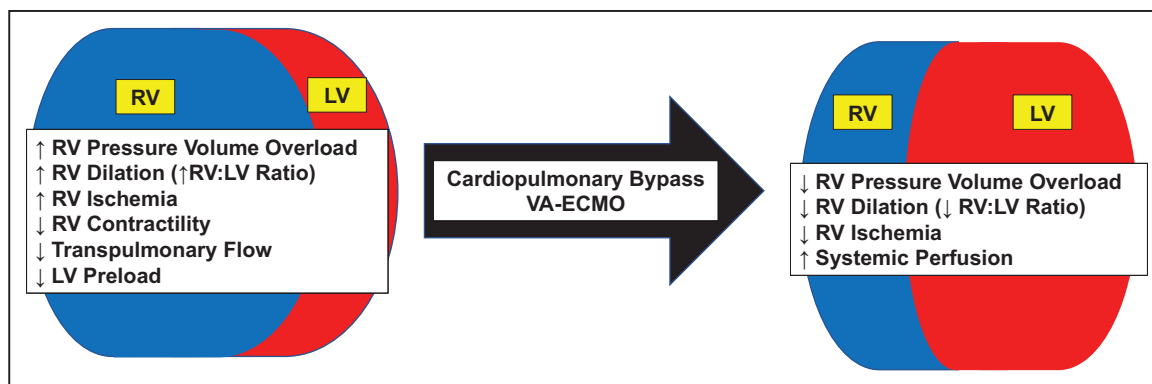 RV
LV
↑ RV Pressure Volume Overload
↑ RV Dilation (↑RV:LV Ratio)
↑ RV Ischemia
↓ RV Contractility
↓ Transpulmonary Flow
↓ LV Preload
Cardiopulmonary Bypass
VA-ECMO
RV
LV
↓ RV Pressure Volume Overload
↓ RV Dilation (↓ RV:LV Ratio)
↓ RV Ischemia
↑ Systemic Perfusion